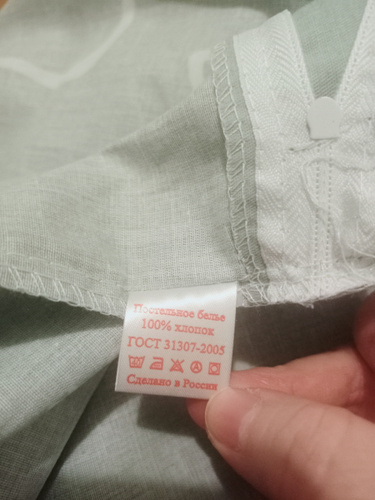 Постельное белье
100% хлопок
ГОСТ 31307-2005
Сделано в России